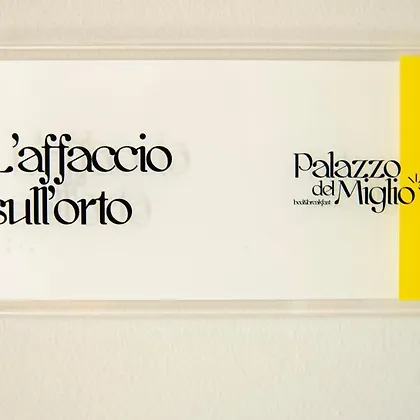 L'affaccio
sull'orto
Palazzo
del Miglio
bed&breakfast